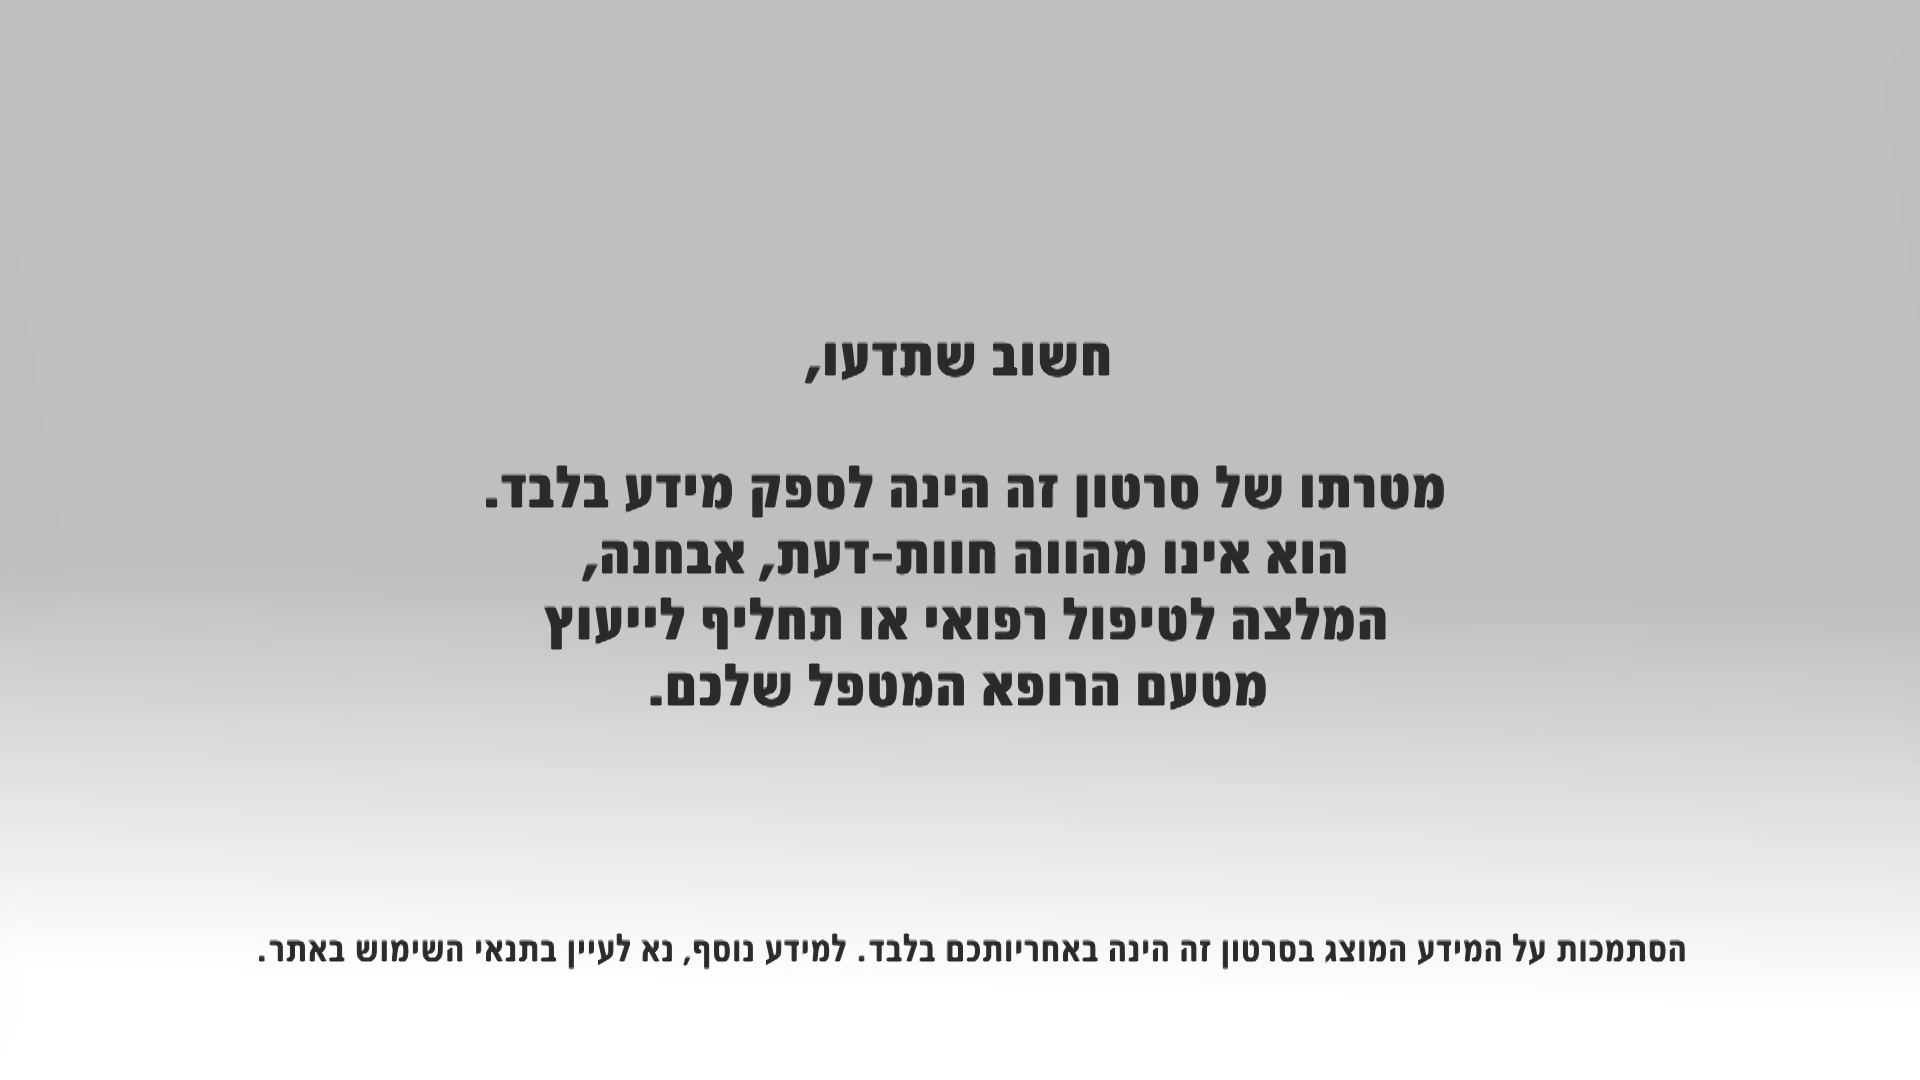 חשוב שתדעו,
מטרתו של סרטון זה הינה לספק מידע בלבד.
הוא אינו מהווה חוות-דעת, אבחנה,
המלצה לטיפול רפואי או תחליף לייעוץ
מטעם הרופא המטפל שלכם.
הסתמכות על המידע המוצג בסרטון זה הינה באחריותכם בלבד. למידע נוסף, נא לעיין בתנאי השימוש באתר.